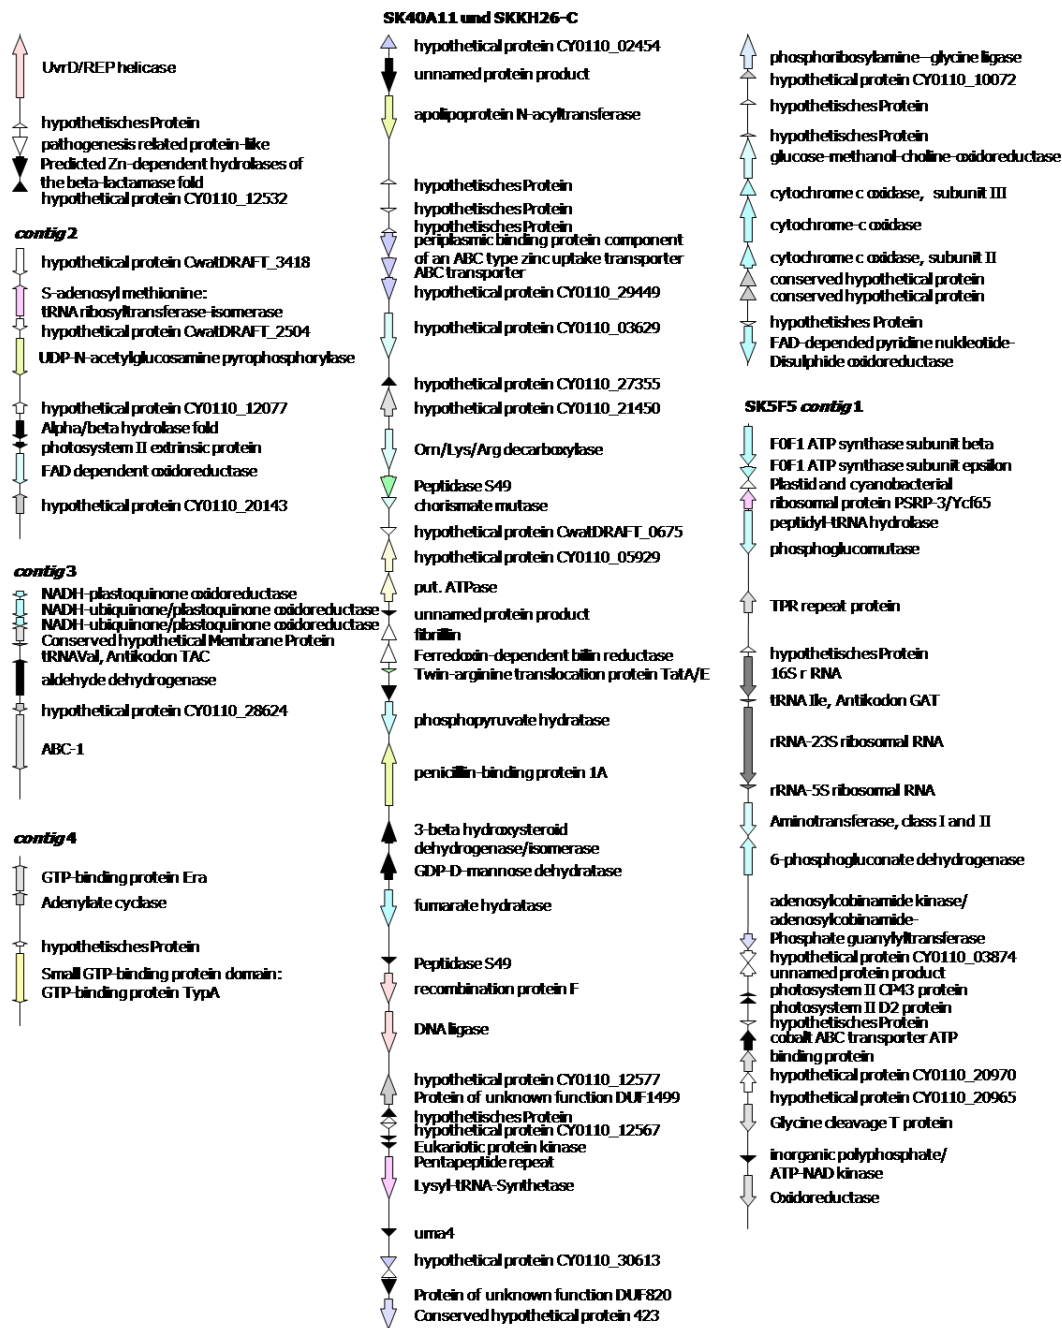 UvrD/REP helicase
hypothetisches Protein
pathogenesis related protein-like
Predicted Zn-dependent hydrolases of
the beta-lactamase fold
hypothetical protein CY0110_12532
contig 2
hypothetical protein CwatDRAFT_3418
S-adenosyl methionine:
tRNA ribosyltransferase-isomerase
hypothetical protein CwatDRAFT_2504
UDP-N-acetylglucosamine pyrophosphorylase
hypothetical protein CY0110_12077
Alpha/beta hydrolase fold
photosystem II extrinsic protein
FAD dependent oxidoreductase
hypothetical protein CY0110_20143
contig 3
NADH-plastoquinone oxidoreductase
NADH-ubiquinone/plastoquinone oxidoreductase
NADH-ubiquinone/plastoquinone oxidoreductase
Conserved hypothetical Membrane Protein
tRNAVal, Antikodon TAC
aldehyde dehydrogenase
hypothetical protein CY0110_28624
ABC-1
contig 4
GTP-binding protein Era
Adenylate cyclase
hypothetisches Protein
Small GTP-binding protein domain:
GTP-binding protein TypA
SK40A11 und SKKH26-C
hypothetical protein CY0110_02454
unnamed protein product
apolipoprotein N-acyltransferase
hypothetisches Protein
hypothetisches Protein
hypothetisches Protein
periplasmic binding protein component
of an ABC type zinc uptake transporter
ABC transporter
hypothetical protein CY0110_29449
hypothetical protein CY0110_03629
hypothetical protein CY0110_27355
hypothetical protein CY0110_21450
Orn/Lys/Arg decarboxylase
Peptidase S49
chorismate mutase
hypothetical protein CwatDRAFT_0675
hypothetical protein CY0110_05929
put. ATPase
unnamed protein product
fibrillin
Ferredoxin-dependent bilin reductase
Twin-arginine translocation protein TatA/E
phosphopyruvate hydratase
penicillin-binding protein 1A
3-beta hydroxysteroid
dehydrogenase/isomerase
GDP-D-mannose dehydratase
fumarate hydratase
Peptidase S49
recombination protein F
DNA ligase
hypothetical protein CY0110_12577
Protein of unknown function DUF1499
hypothetisches Protein
hypothetical protein CY0110_12567
Eukariotic protein kinase
Pentapeptide repeat
Lysyl-tRNA-Synthetase
uma4
hypothetical protein CY0110_30613
Protein of unknown function DUF820
Conserved hypothetical protein 423
phosphoribosylamine--glycine ligase
hypothetical protein CY0110_10072
hypothetisches Protein
hypothetisches Protein
glucose-methanol-choline-oxidoreductase
cytochrome c oxidase, subunit III
cytochrome-c oxidase
cytochrome c oxidase, subunit II
conserved hypothetical protein
conserved hypothetical protein
hypothetishes Protein
FAD-depended pyridine nukleotide-
Disulphide oxidoreductase
SK5F5 contig 1
F0F1 ATP synthase subunit beta
F0F1 ATP synthase subunit epsilon
Plastid and cyanobacterial
ribosomal protein PSRP-3/Ycf65
peptidyl-tRNA hydrolase
phosphoglucomutase
TPR repeat protein
hypothetisches Protein
16S r RNA
tRNA Ile, Antikodon GAT
rRNA-23S ribosomal RNA
rRNA-5S ribosomal RNA
Aminotransferase, class I and II
6-phosphogluconate dehydrogenase
adenosylcobinamide kinase/
adenosylcobinamide-
Phosphate guanylyltransferase
hypothetical protein CY0110_03874
unnamed protein product
photosystem II CP43 protein
photosystem II D2 protein
hypothetisches Protein
cobalt ABC transporter ATP
binding protein
hypothetical protein CY0110_20970
hypothetical protein CY0110_20965
Glycine cleavage T protein
inorganic polyphosphate/
ATP-NAD kinase
Oxidoreductase